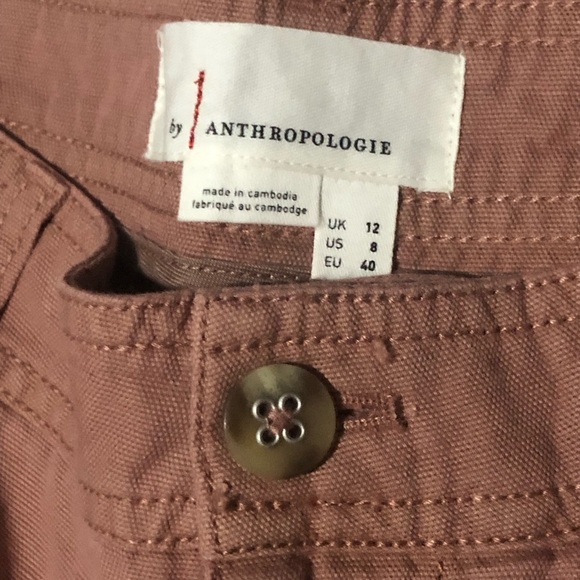 by ANTHROPOLOGIE
made in cambodia
fabriqué au cambodge
UK 12
US 8
EU 40